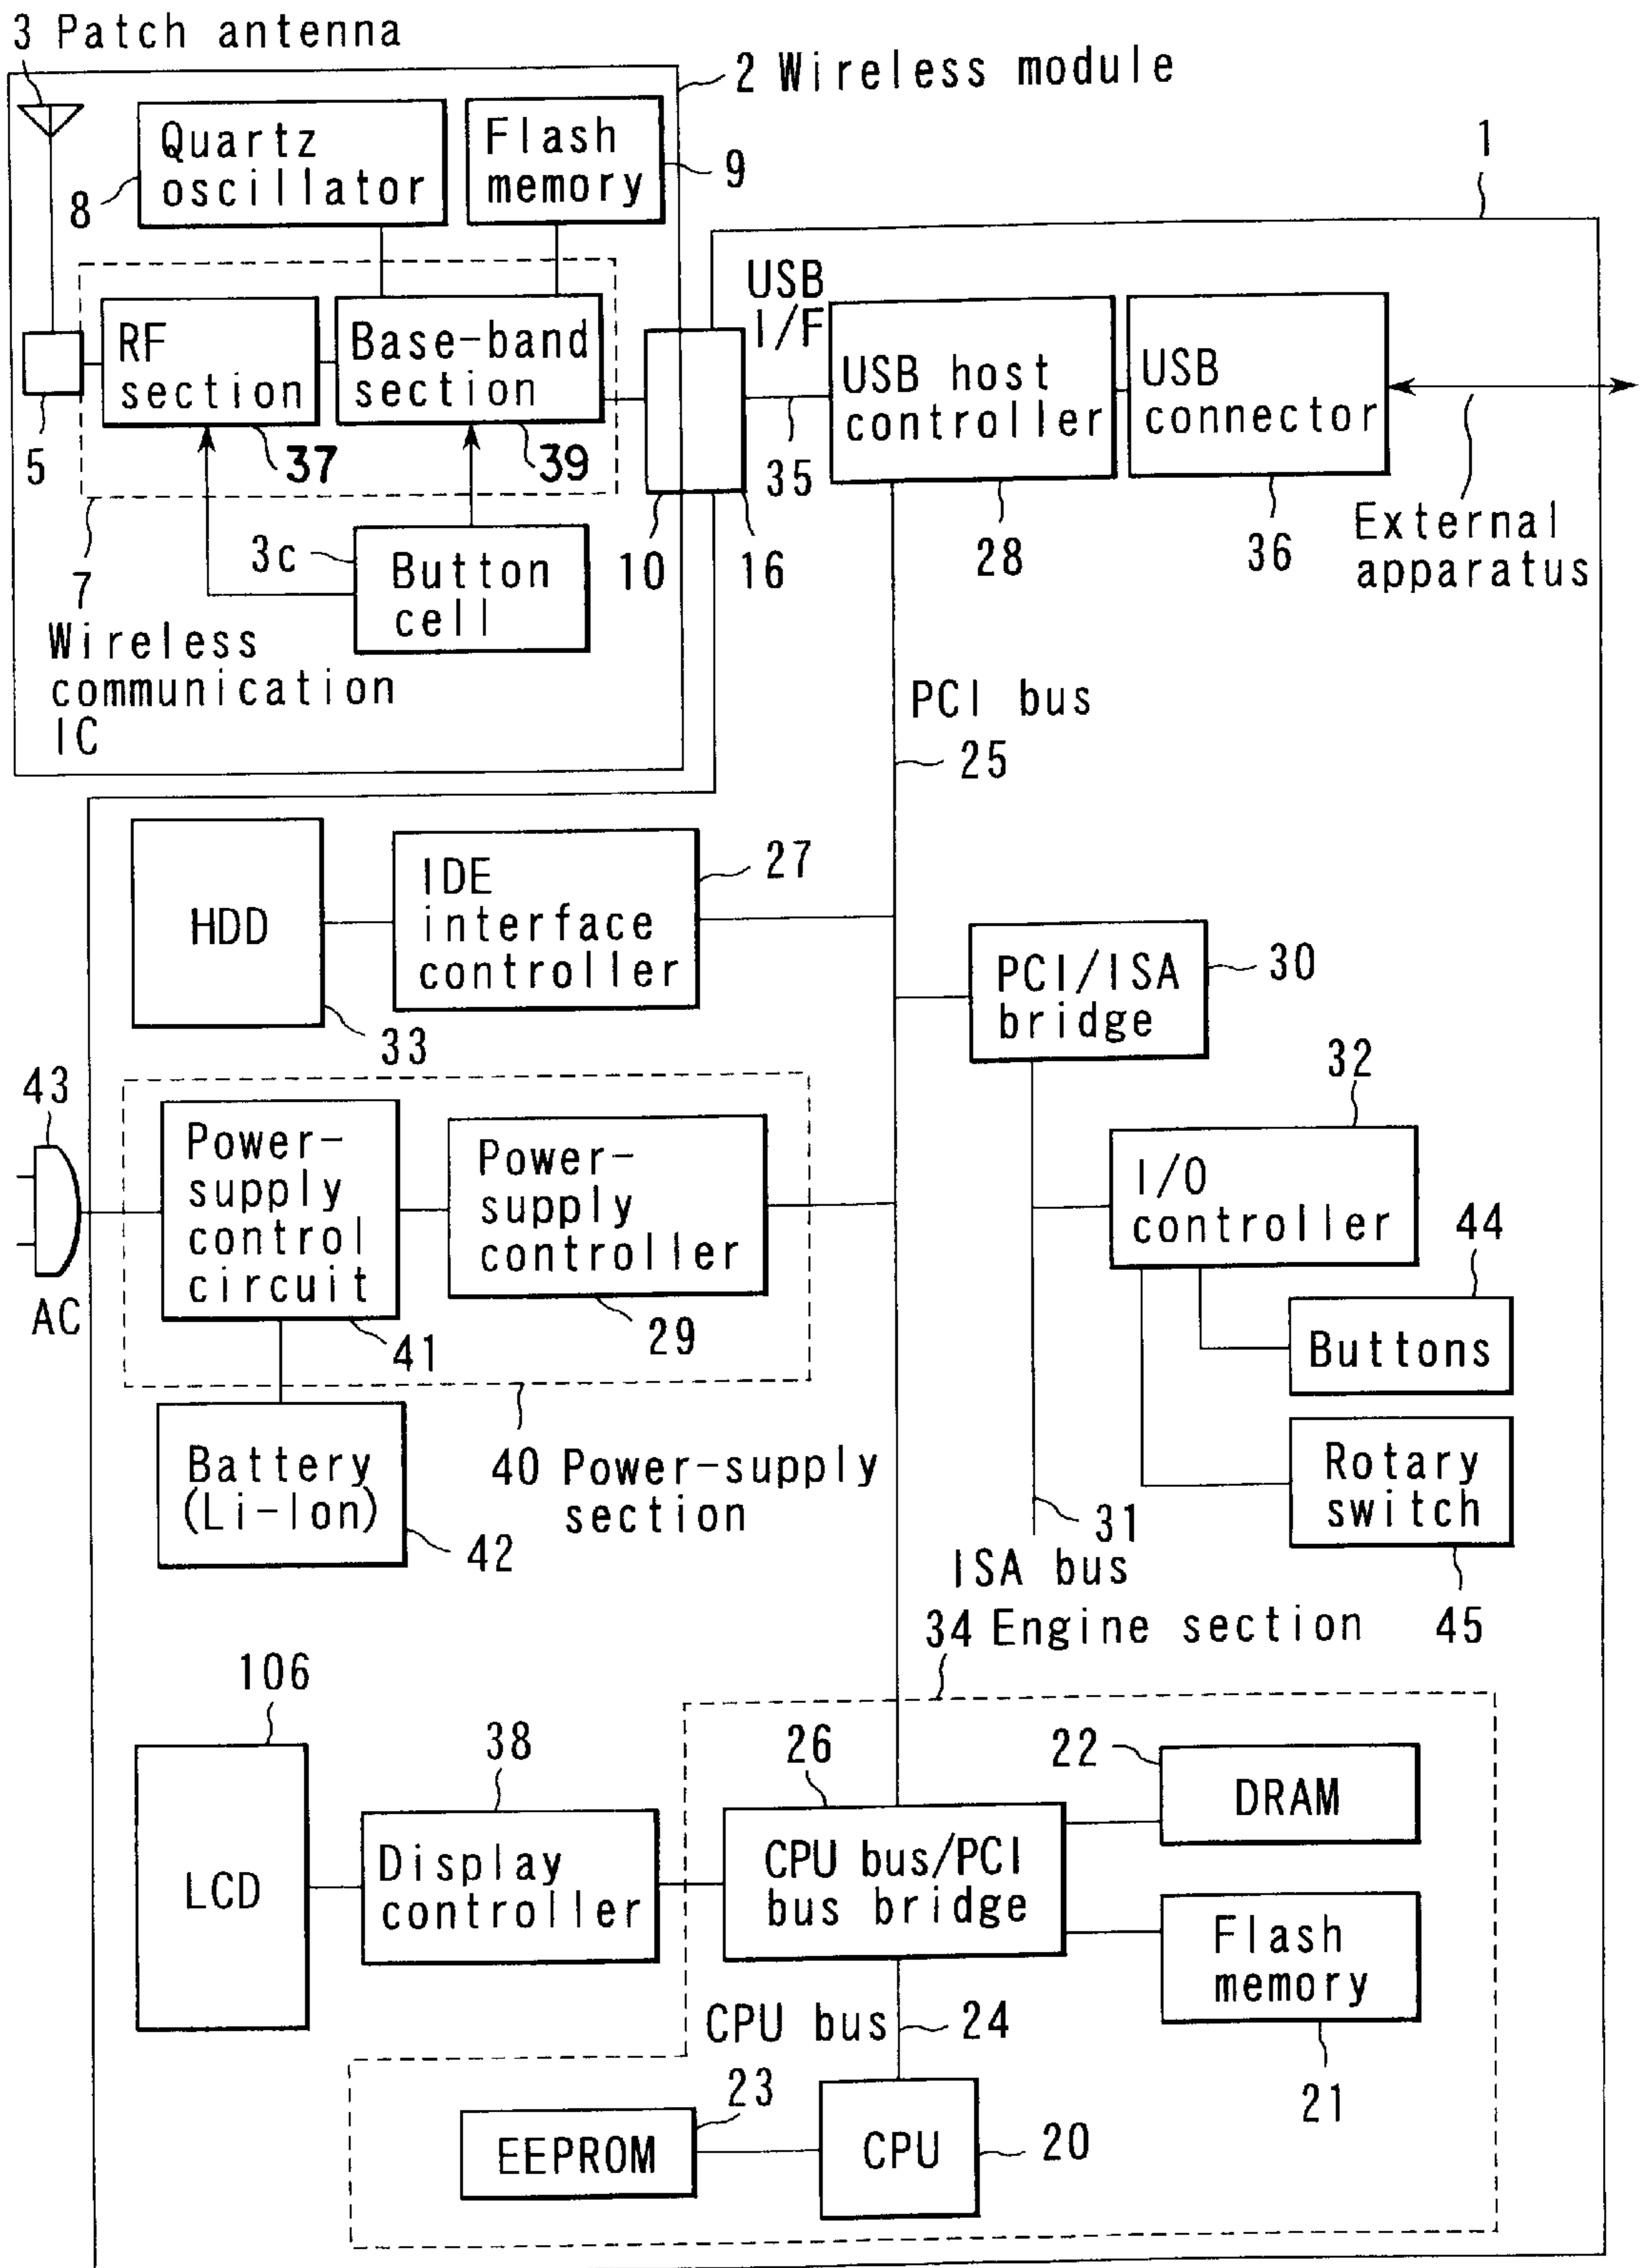 3 Patch antenna
2 Wireless module
1
Quartz
oscillator
8
Flash
memory
9
USB
I/F
RF
section
Base-band
section
USB host
controller
USB
connector
5
37
39
35
10
16
28
36
External
apparatus
3c
Button
cell
7
Wireless
communication
IC
PCI bus
25
HDD
33
IDE
interface
controller
27
PCI/ISA
bridge
30
43
AC
Power-
supply
control
circuit
41
Power-
supply
controller
29
32
I/O
controller
44
Buttons
Rotary
switch
45
Battery
(Li-Ion)
42
40 Power-supply
section
31
ISA bus
34 Engine section
106
LCD
38
Display
controller
26
CPU bus/PCI
bus bridge
22
DRAM
Flash
memory
21
CPU bus
24
23
EEPROM
CPU
20